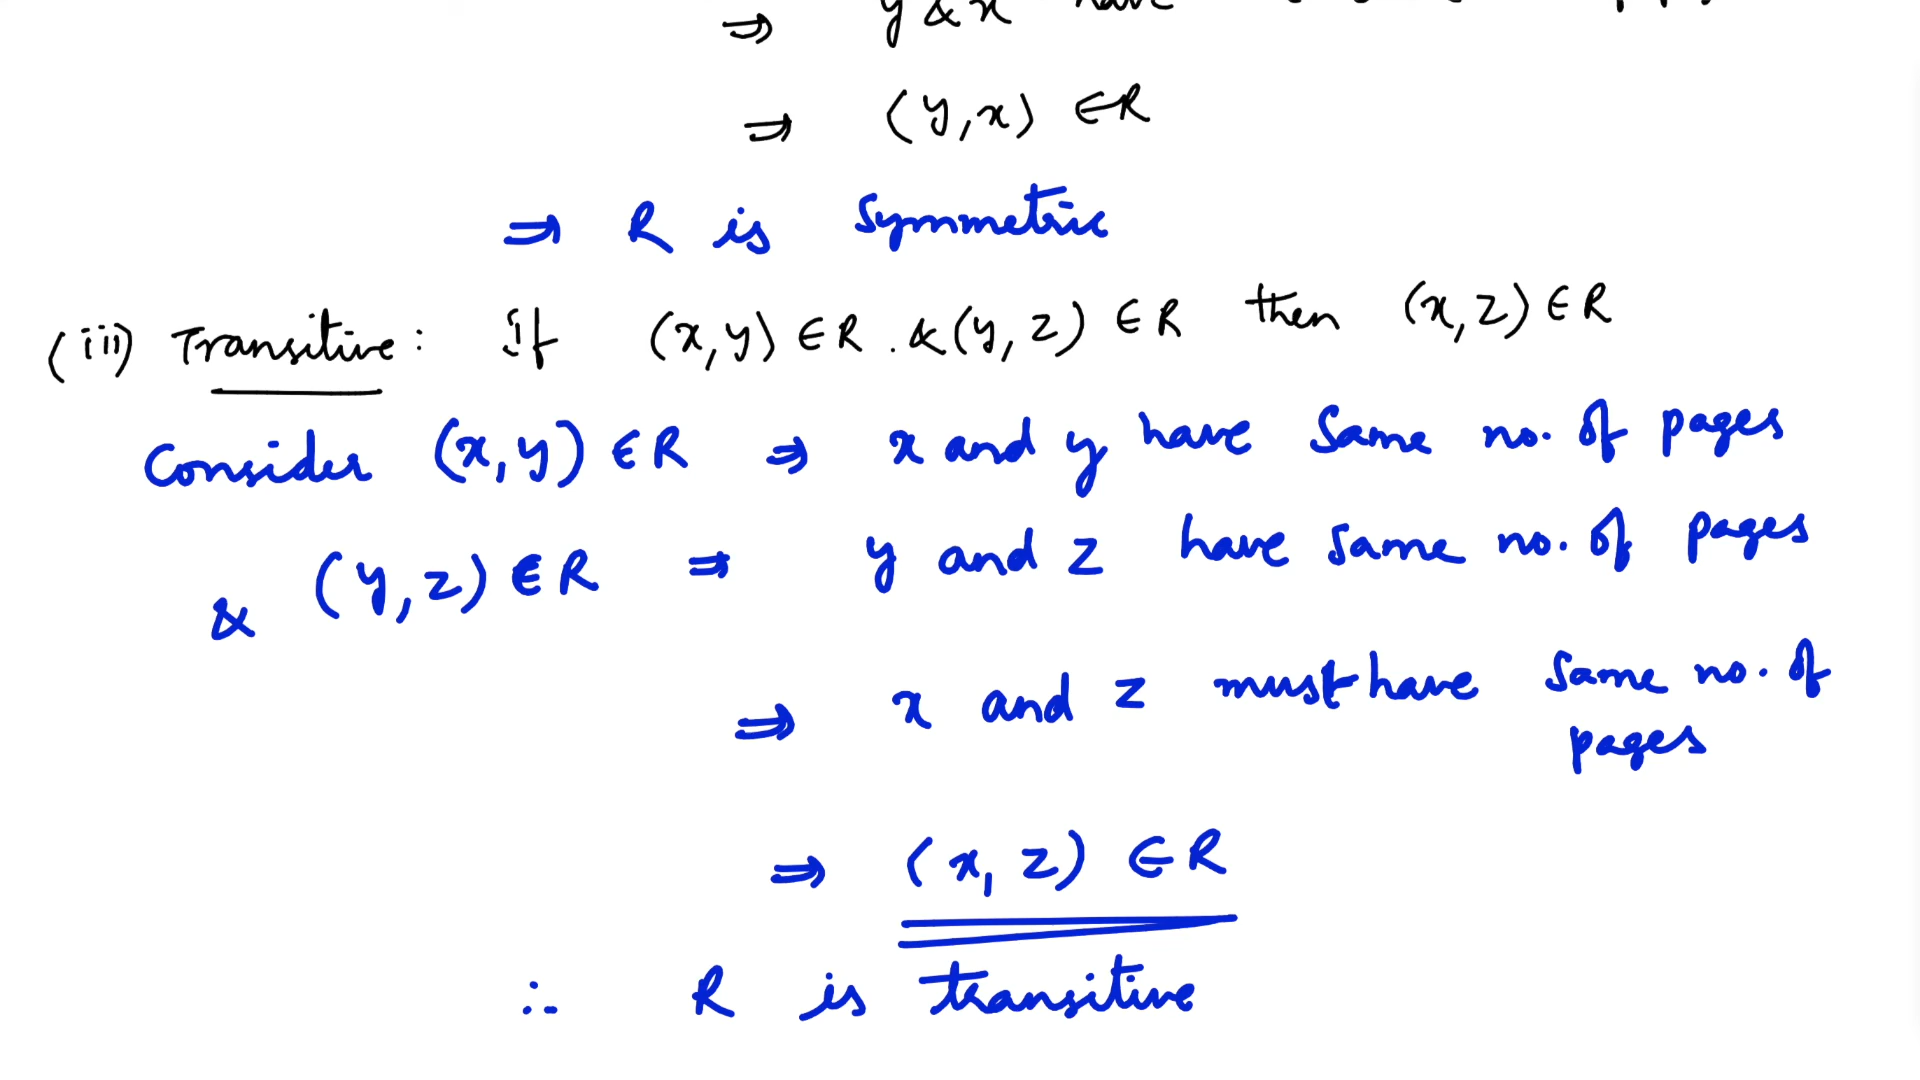 ⇒ y & x have
⇒ (y,x) ∈R
⇒ R is Symmetric
(iii) Transitive: if (x,y) ∈R . &(y,z) ∈R then (x,z) ∈R
Consider (x,y) ∈R ⇒ x and y have same no. of pages
& (y,z) ∈R ⇒ y and z have same no. of pages
⇒ x and z must have same no. of
pages
⇒ (x,z) ∈R
∴ R is transitive